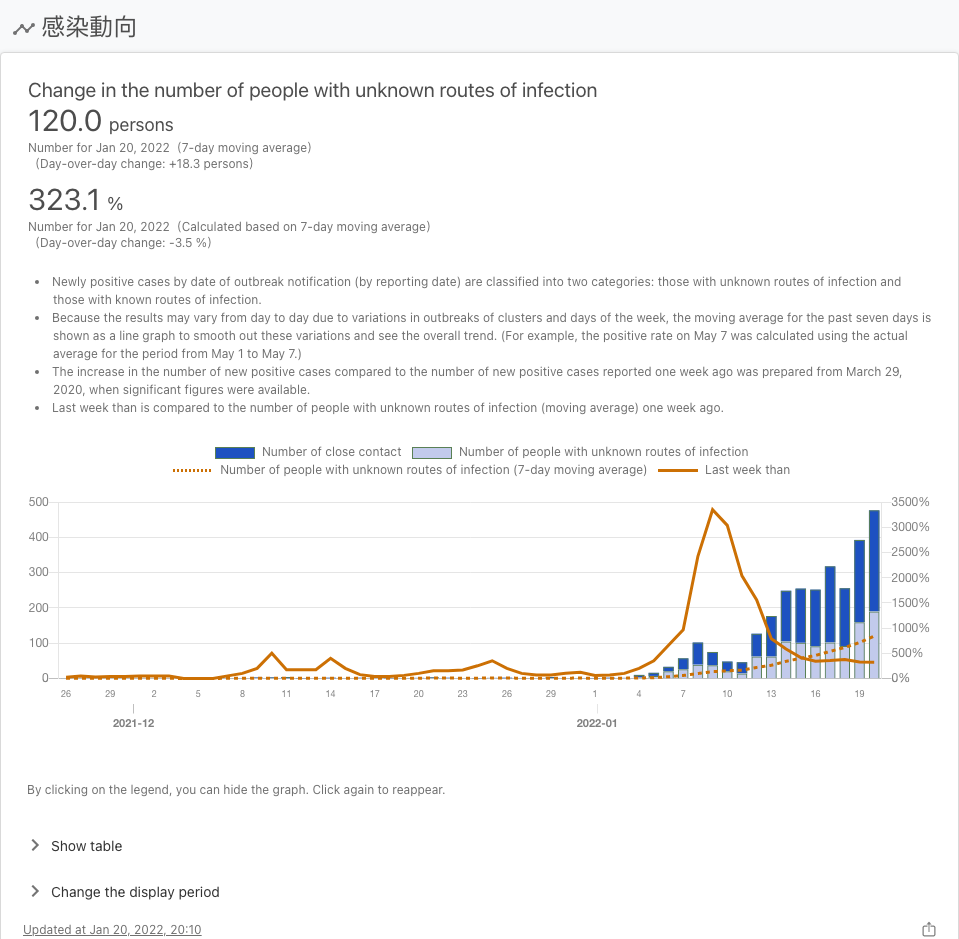 感染動向
Change in the number of people with unknown routes of infection
120.0 persons
Number for Jan 20, 2022 (7-day moving average)
(Day-over-day change: +18.3 persons)
323.1 %
Number for Jan 20, 2022 (Calculated based on 7-day moving average)
(Day-over-day change: -3.5 %)
• Newly positive cases by date of outbreak notification (by reporting date) are classified into two categories: those with unknown routes of infection and
those with known routes of infection.
• Because the results may vary from day to day due to variations in outbreaks of clusters and days of the week, the moving average for the past seven days is
shown as a line graph to smooth out these variations and see the overall trend. (For example, the positive rate on May 7 was calculated using the actual
average for the period from May 1 to May 7.)
• The increase in the number of new positive cases compared to the number of new positive cases reported one week ago was prepared from March 29,
2020, when significant figures were available.
• Last week than is compared to the number of people with unknown routes of infection (moving average) one week ago.
Number of close contact Number of people with unknown routes of infection
Number of people with unknown routes of infection (7-day moving average) Last week than
500 3500%
3000%
400
2500%
300
2000%
200 1500%
1000%
100
500%
0 0%
26 29 2 5 8 11 14 17 20 23 26 29 1 4 7 10 13 16 19
2021-12 2022-01
By clicking on the legend, you can hide the graph. Click again to reappear.
Show table
Change the display period
Updated at Jan 20, 2022, 20:10